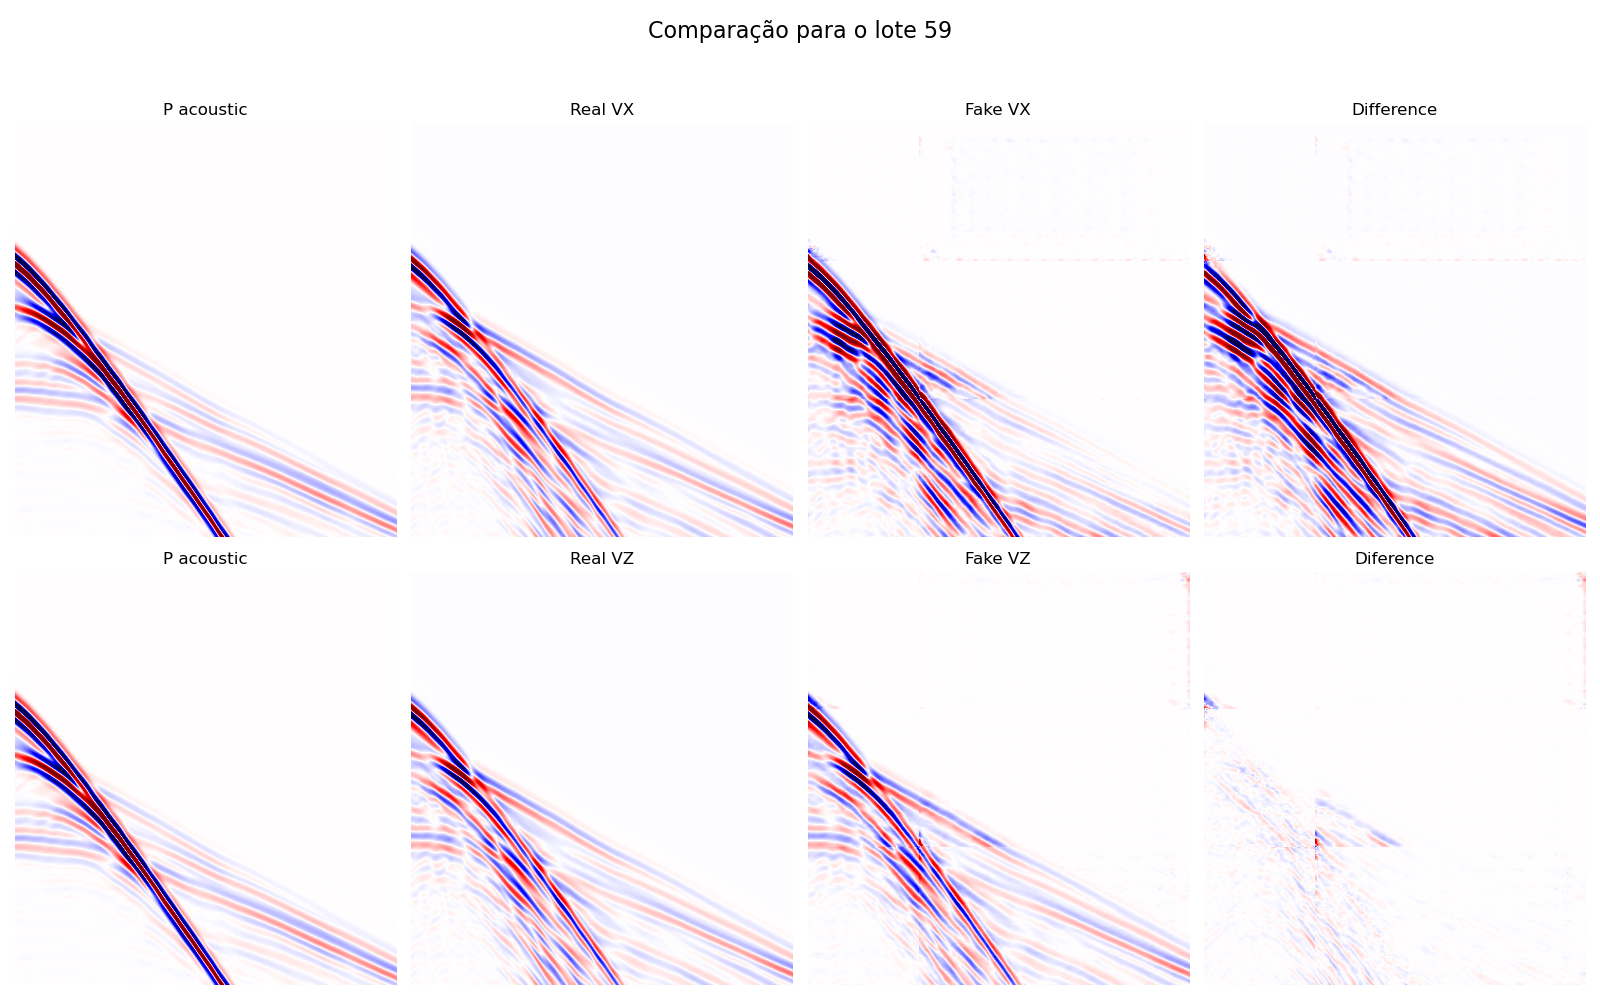 Comparação para o lote 59
P acoustic
Real VX
Fake VX
Difference
P acoustic
Real VZ
Fake VZ
Diference